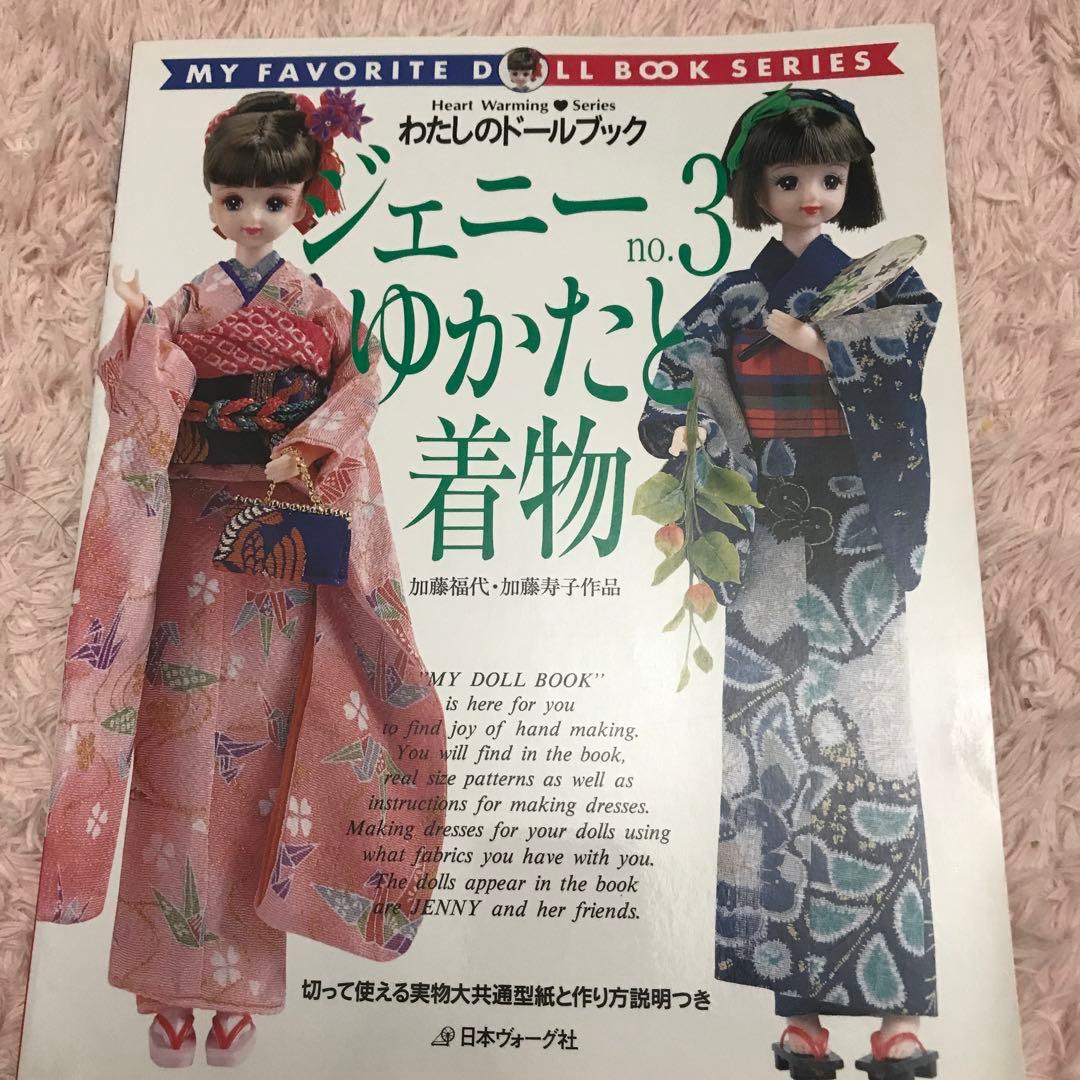 MY FAVORITE DOLL BOOK SERIES
Heart Warming ♥ Series
わたしのドールブック
ジェニー no.3
ゆかたと
着物
加藤福代・加藤寿子作品
"MY DOLL BOOK"
is here for you
to find joy of hand making.
You will find in the book,
real size patterns as well as
instructions for making dresses.
Making dresses for your dolls using
what fabrics you have with you.
The dolls appear in the book
are JENNY and her friends.
切って使える実物大共通型紙と作り方説明つき
日本ヴォーグ社